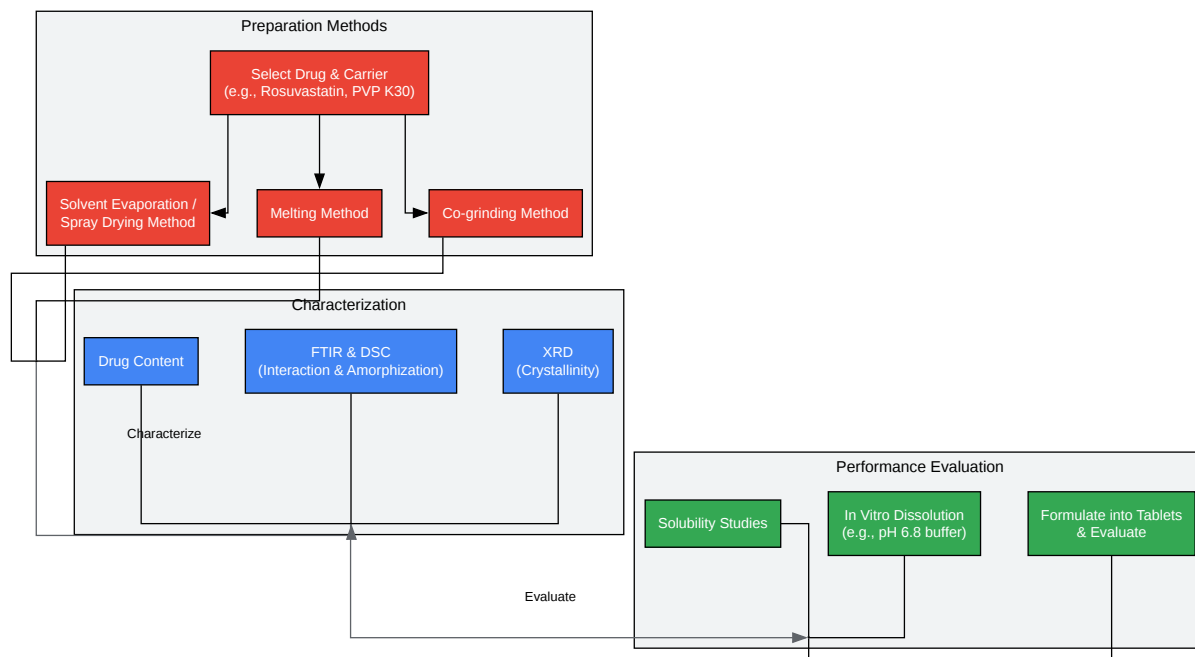 Preparation Methods
Select Drug & Carrier
(e.g., Rosuvastatin, PVP K30)
Solvent Evaporation /
Spray Drying Method
Melting Method
Co-grinding Method
Characterization
Drug Content
FTIR & DSC
(Interaction & Amorphization)
XRD
(Crystallinity)
Characterize
Performance Evaluation
Solubility Studies
In Vitro Dissolution
(e.g., pH 6.8 buffer)
Formulate into Tablets
& Evaluate
Evaluate